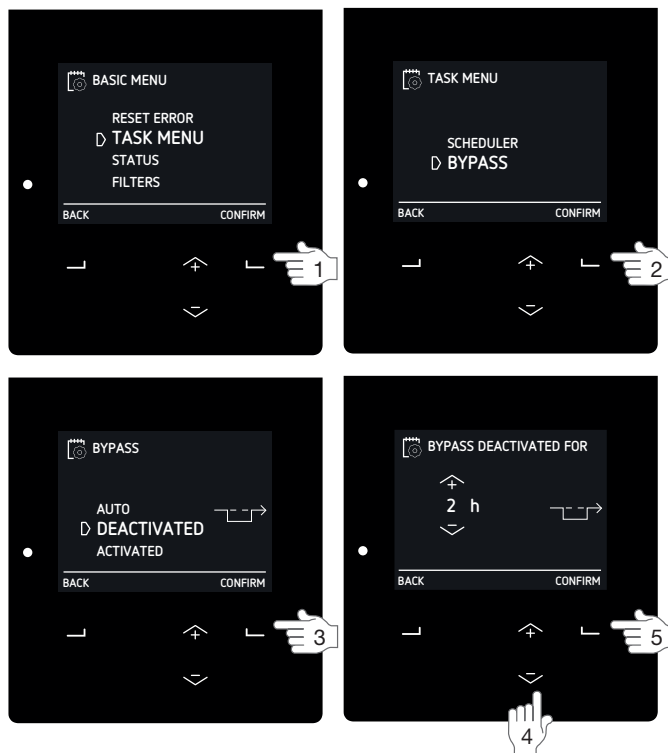 BASIC MENU
RESET ERROR
TASK MENU
STATUS
FILTERS
BACK CONFIRM
1
TASK MENU
SCHEDULER
BYPASS
BACK CONFIRM
2
BYPASS
AUTO
DEACTIVATED
ACTIVATED
BACK CONFIRM
3
BYPASS DEACTIVATED FOR
2 h
BACK CONFIRM
5
4